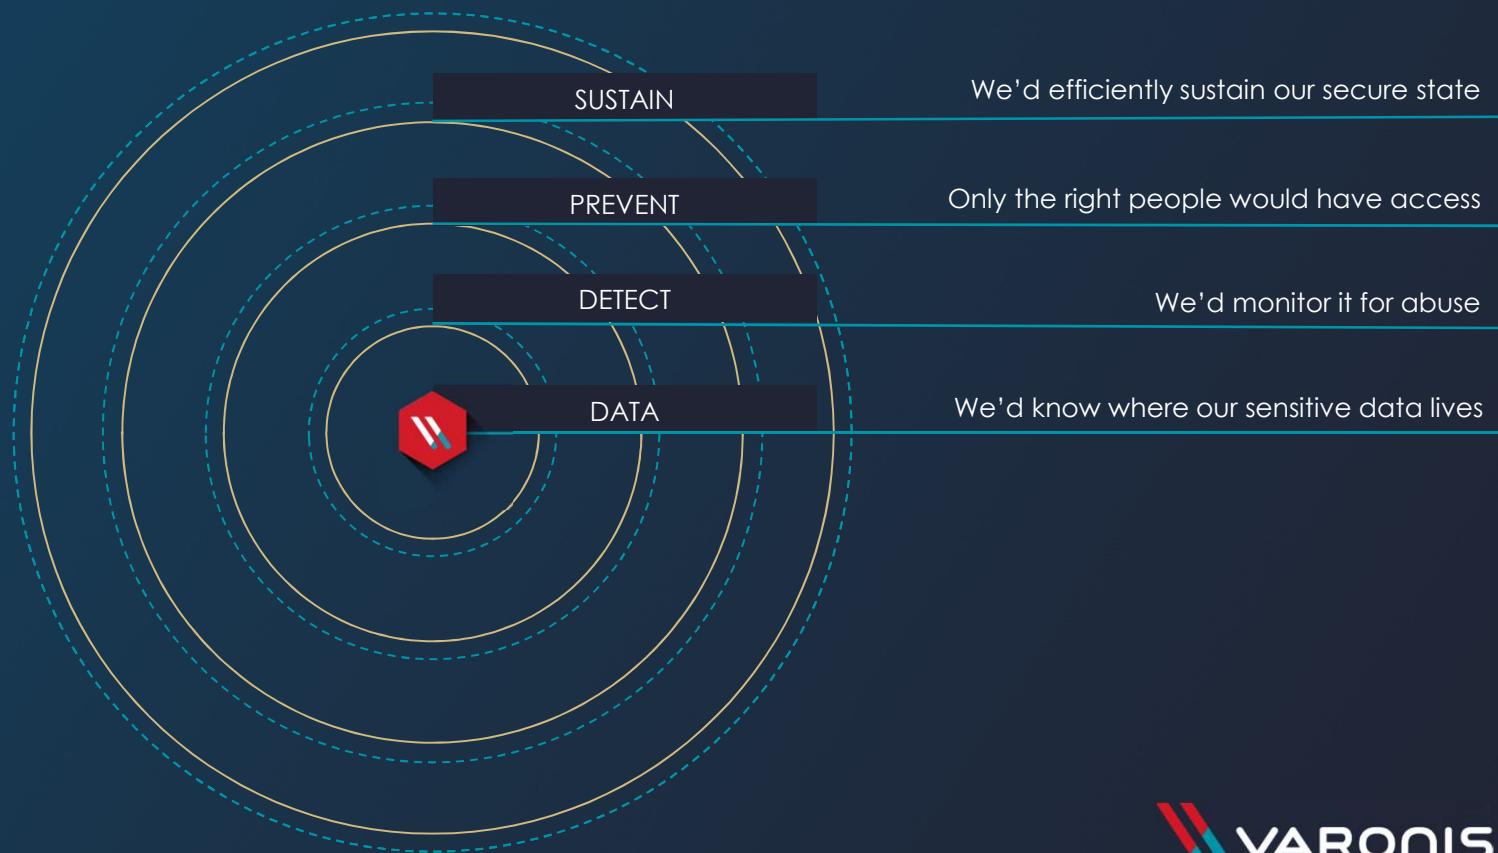 SUSTAIN
We'd efficiently sustain our secure state
PREVENT
Only the right people would have access
DETECT
We'd monitor it for abuse
DATA
We'd know where our sensitive data lives
VARONIS